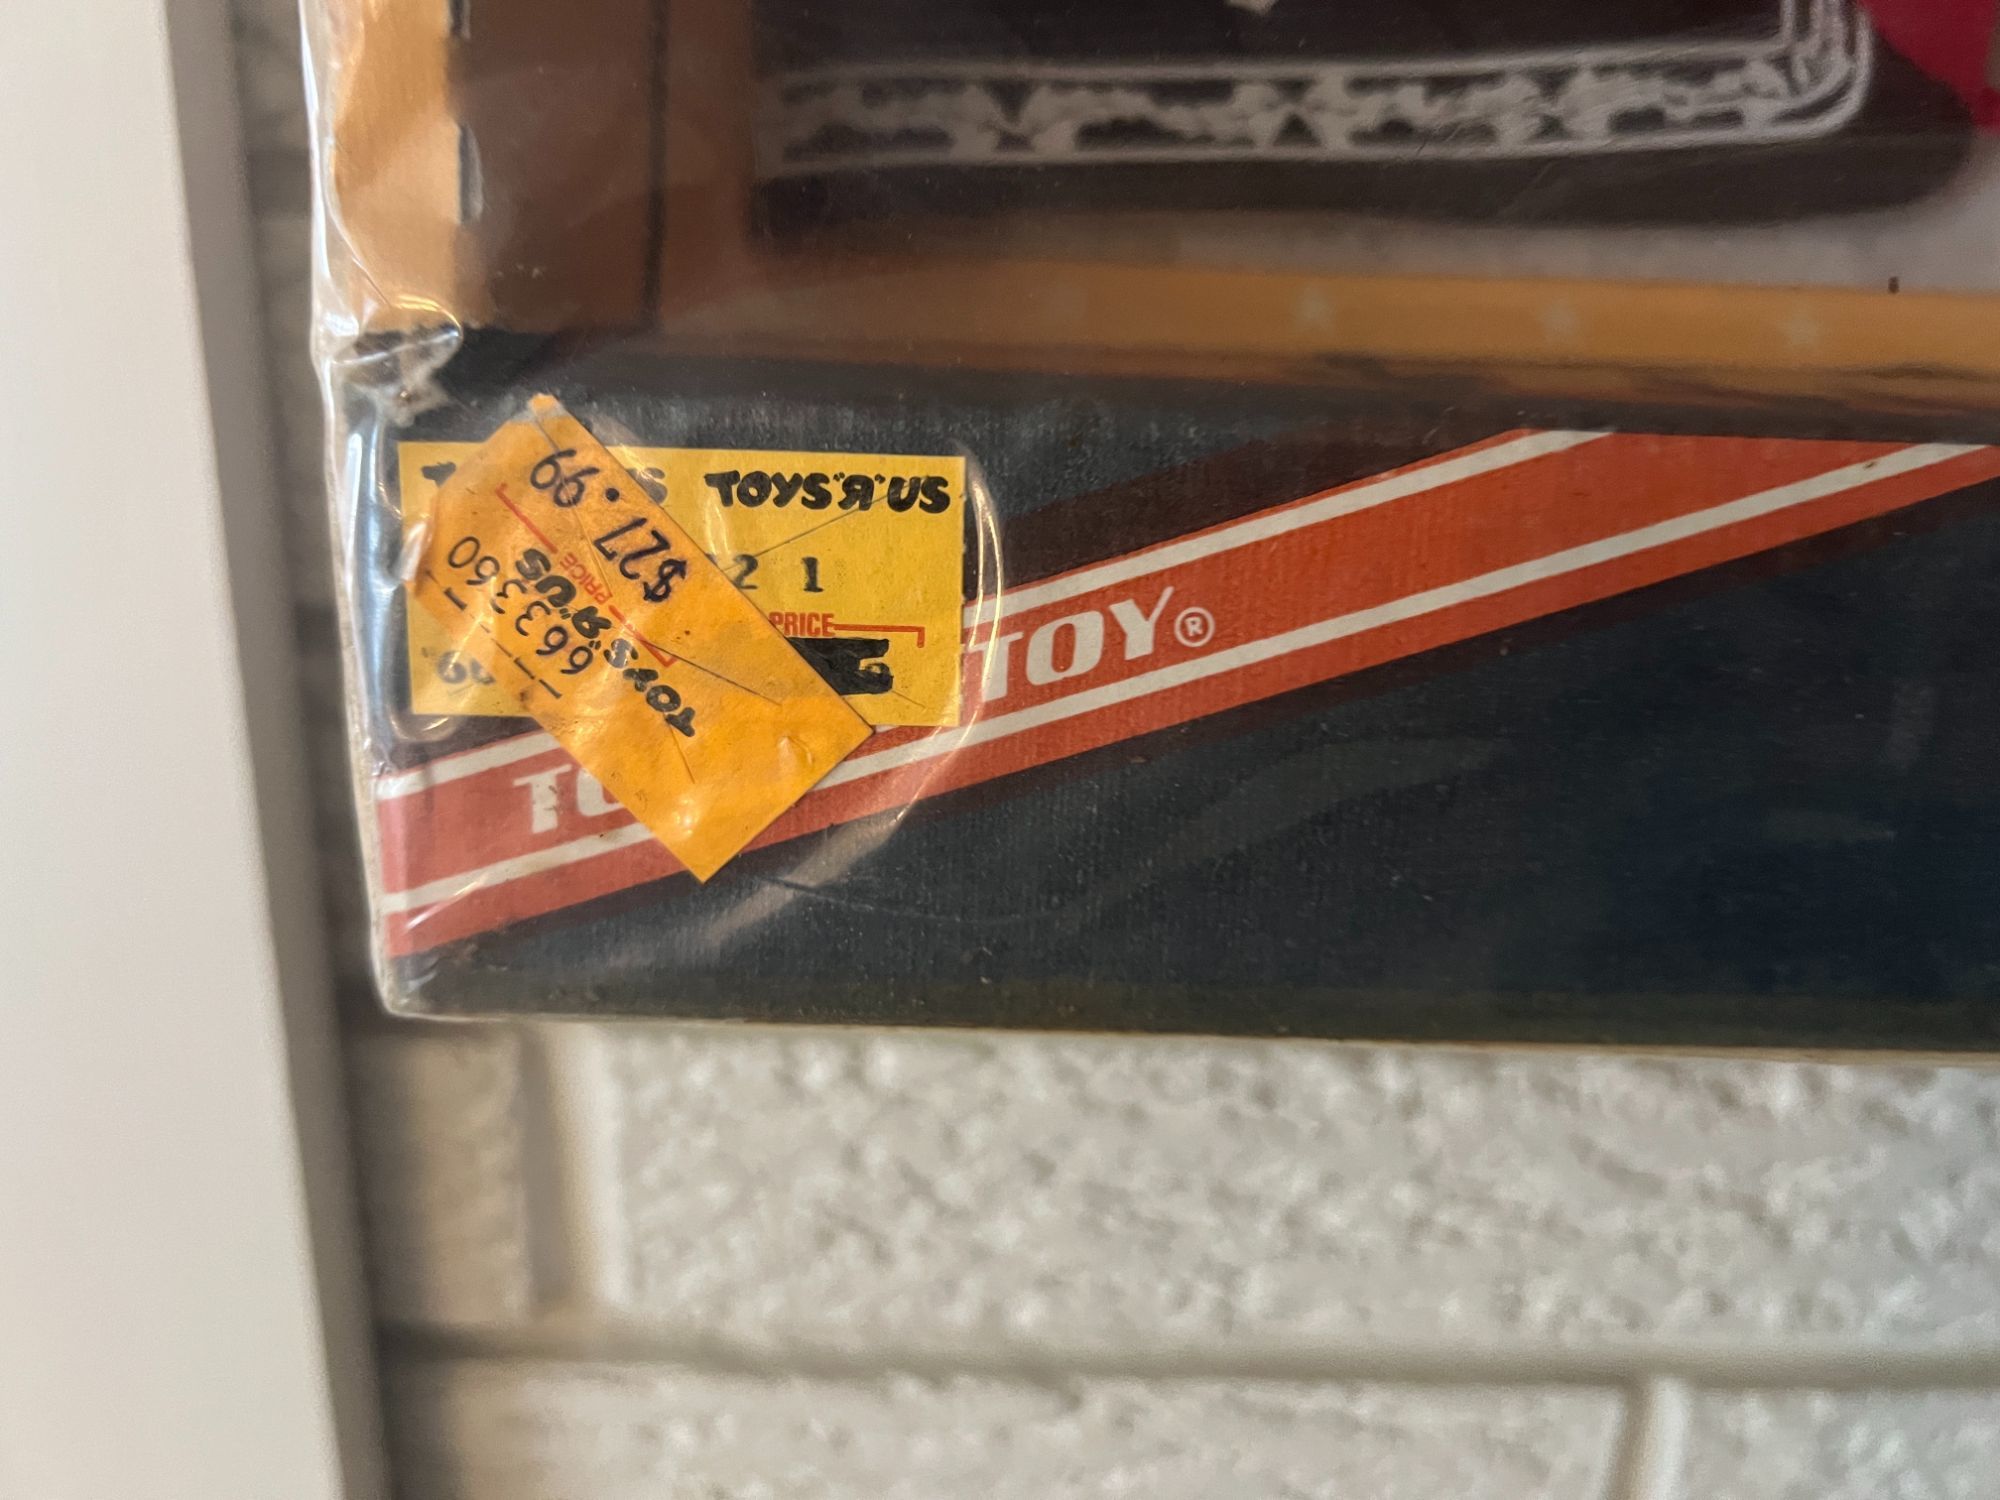 TOYS"R"US
2 1
PRICE
$27.99
PRICE
TOYS"R"US
663360
TOY®